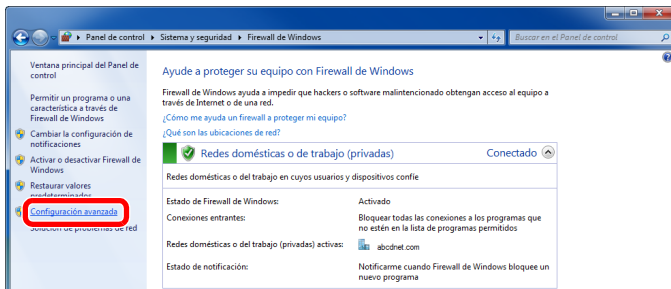 Panel de control ▸ Sistema y seguridad ▸ Firewall de Windows
Buscar en el Panel de control
Ventana principal del Panel de
control
Permitir un programa o una
característica a través de
Firewall de Windows
Cambiar la configuración de
notificaciones
Activar o desactivar Firewall de
Windows
Restaurar valores
predeterminados
Configuración avanzada
Solución de problemas de red
Ayude a proteger su equipo con Firewall de Windows
Firewall de Windows ayuda a impedir que hackers o software malintencionado obtengan acceso al equipo a
través de Internet o de una red.
¿Cómo me ayuda un firewall a proteger mi equipo?
¿Qué son las ubicaciones de red?
Redes domésticas o de trabajo (privadas) Conectado
Redes domésticas o del trabajo en cuyos usuarios y dispositivos confíe
Estado de Firewall de Windows: Activado
Conexiones entrantes: Bloquear todas las conexiones a los programas que
no estén en la lista de programas permitidos
Redes domésticas o del trabajo (privadas) activas: abcdnet.com
Estado de notificación: Notificarme cuando Firewall de Windows bloquee un
nuevo programa